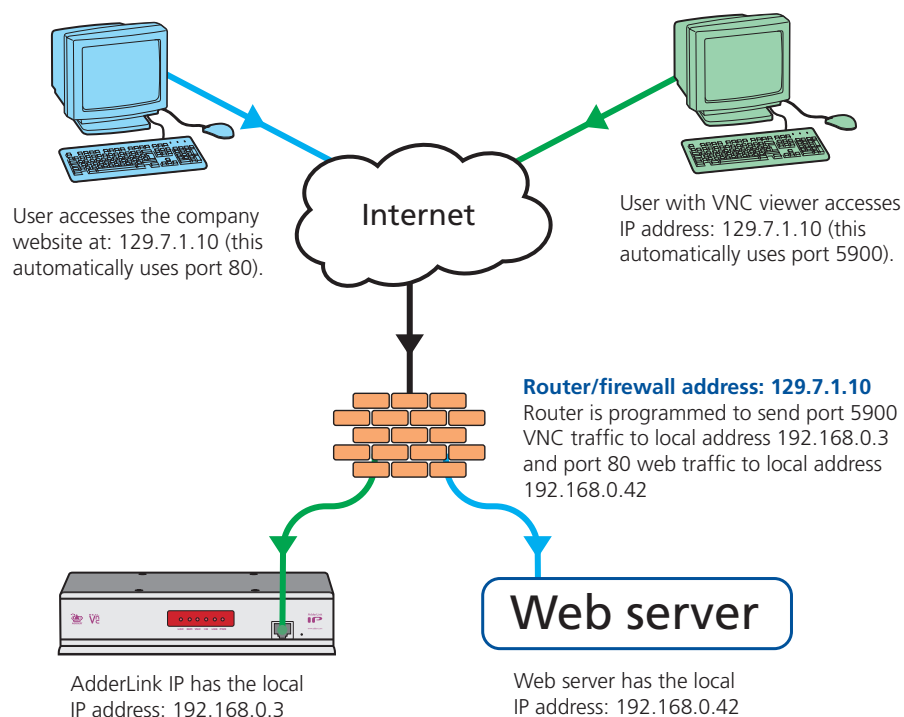 User accesses the company
website at: 129.7.1.10 (this
automatically uses port 80).
Internet
User with VNC viewer accesses
IP address: 129.7.1.10 (this
automatically uses port 5900).
Router/firewall address: 129.7.1.10
Router is programmed to send port 5900
VNC traffic to local address 192.168.0.3
and port 80 web traffic to local address
192.168.0.42
IP
Web server
AdderLink IP has the local
IP address: 192.168.0.3
Web server has the local
IP address: 192.168.0.42